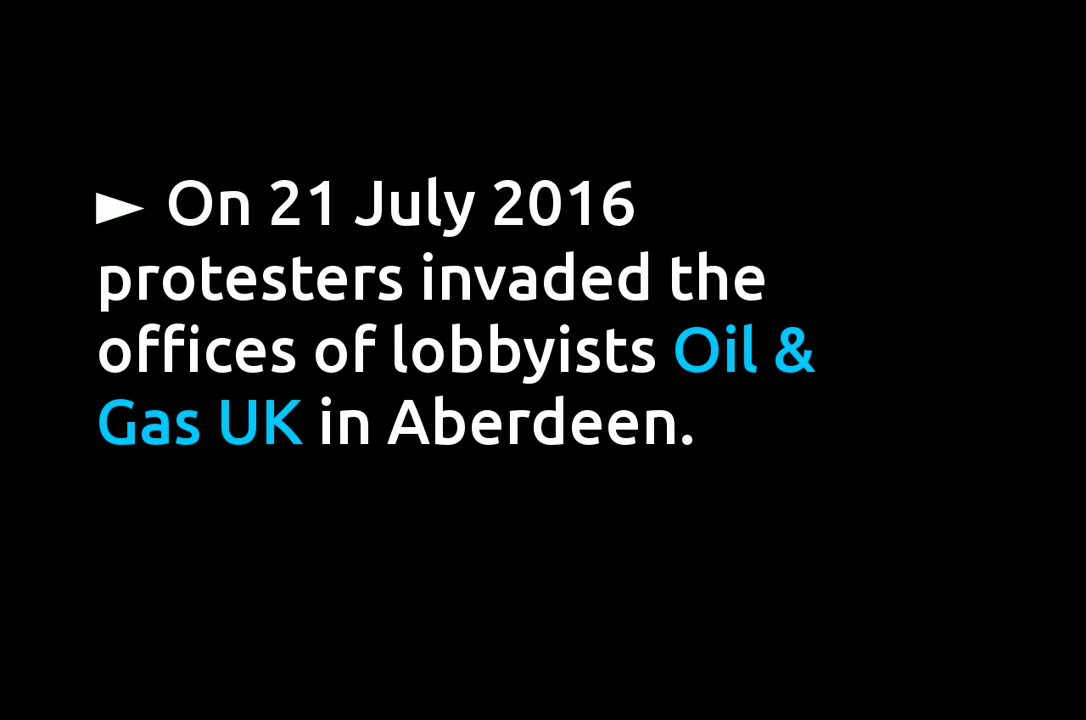 ► On 21 July 2016
protesters invaded the
offices of lobbyists Oil &
Gas UK in Aberdeen.